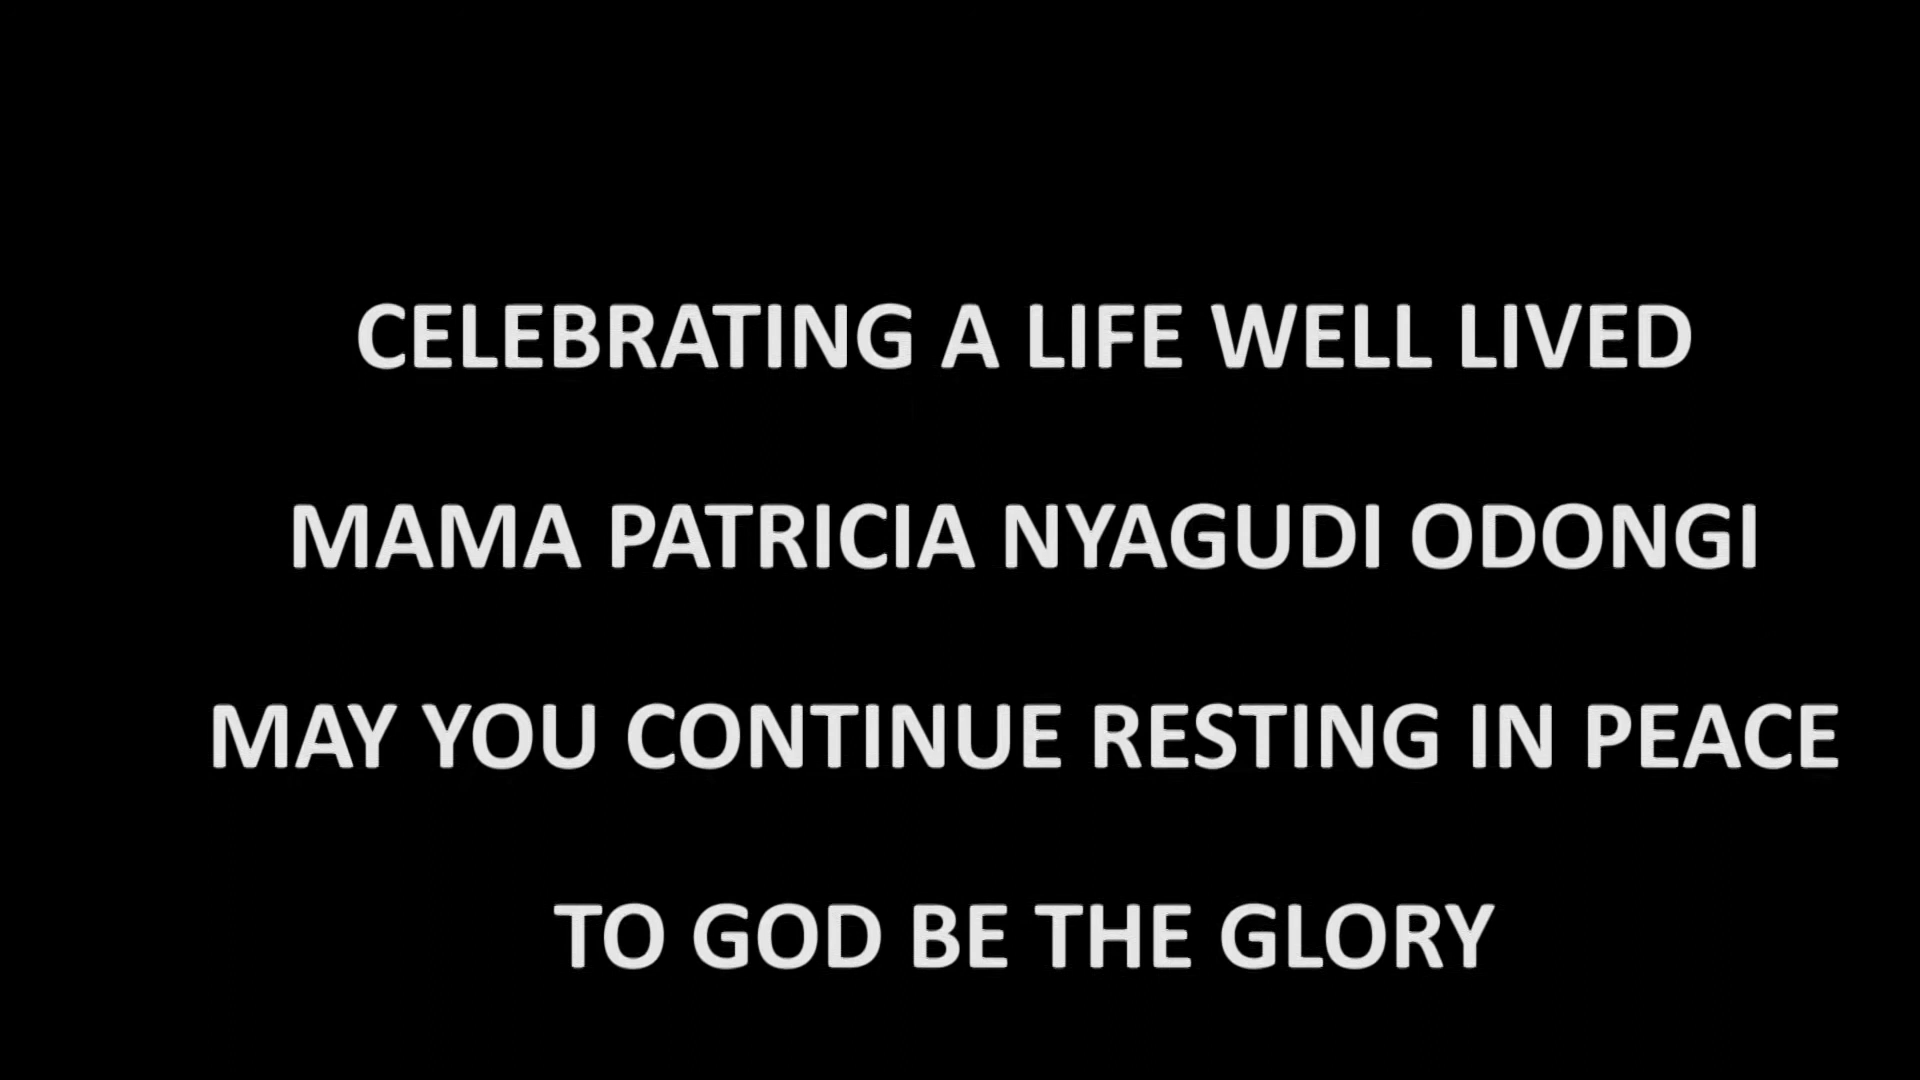 CELEBRATING A LIFE WELL LIVED
MAMA PATRICIA NYAGUDI ODONGI
MAY YOU CONTINUE RESTING IN PEACE
TO GOD BE THE GLORY